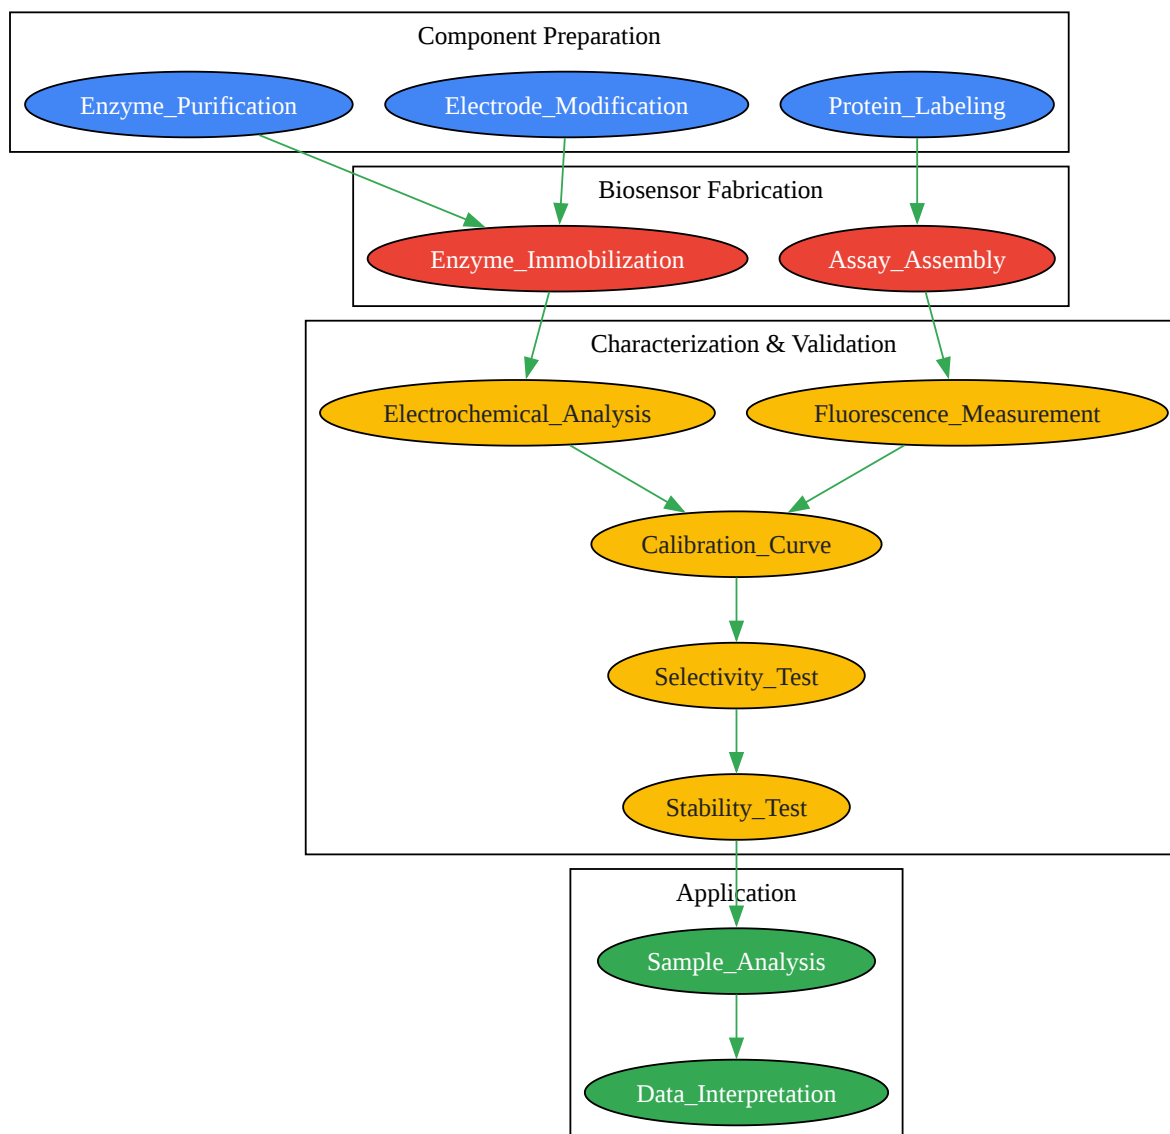 Component Preparation
Enzyme_Purification
Electrode_Modification
Protein_Labeling
Biosensor Fabrication
Enzyme_Immobilization
Assay_Assembly
Characterization & Validation
Electrochemical_Analysis
Fluorescence_Measurement
Calibration_Curve
Selectivity_Test
Stability_Test
Application
Sample_Analysis
Data_Interpretation